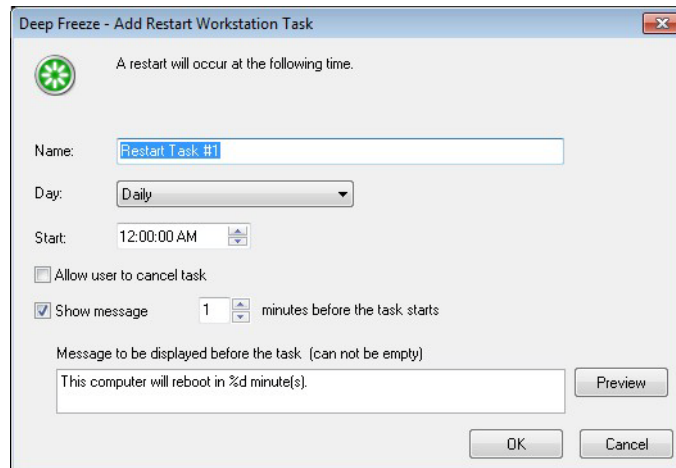 Deep Freeze - Add Restart Workstation Task
A restart will occur at the following time.
Name: Restart Task #1
Day: Daily
Start: 12:00:00 AM
Allow user to cancel task
Show message 1 minutes before the task starts
Message to be displayed before the task (can not be empty)
This computer will reboot in %d minute(s).
Preview
OK Cancel